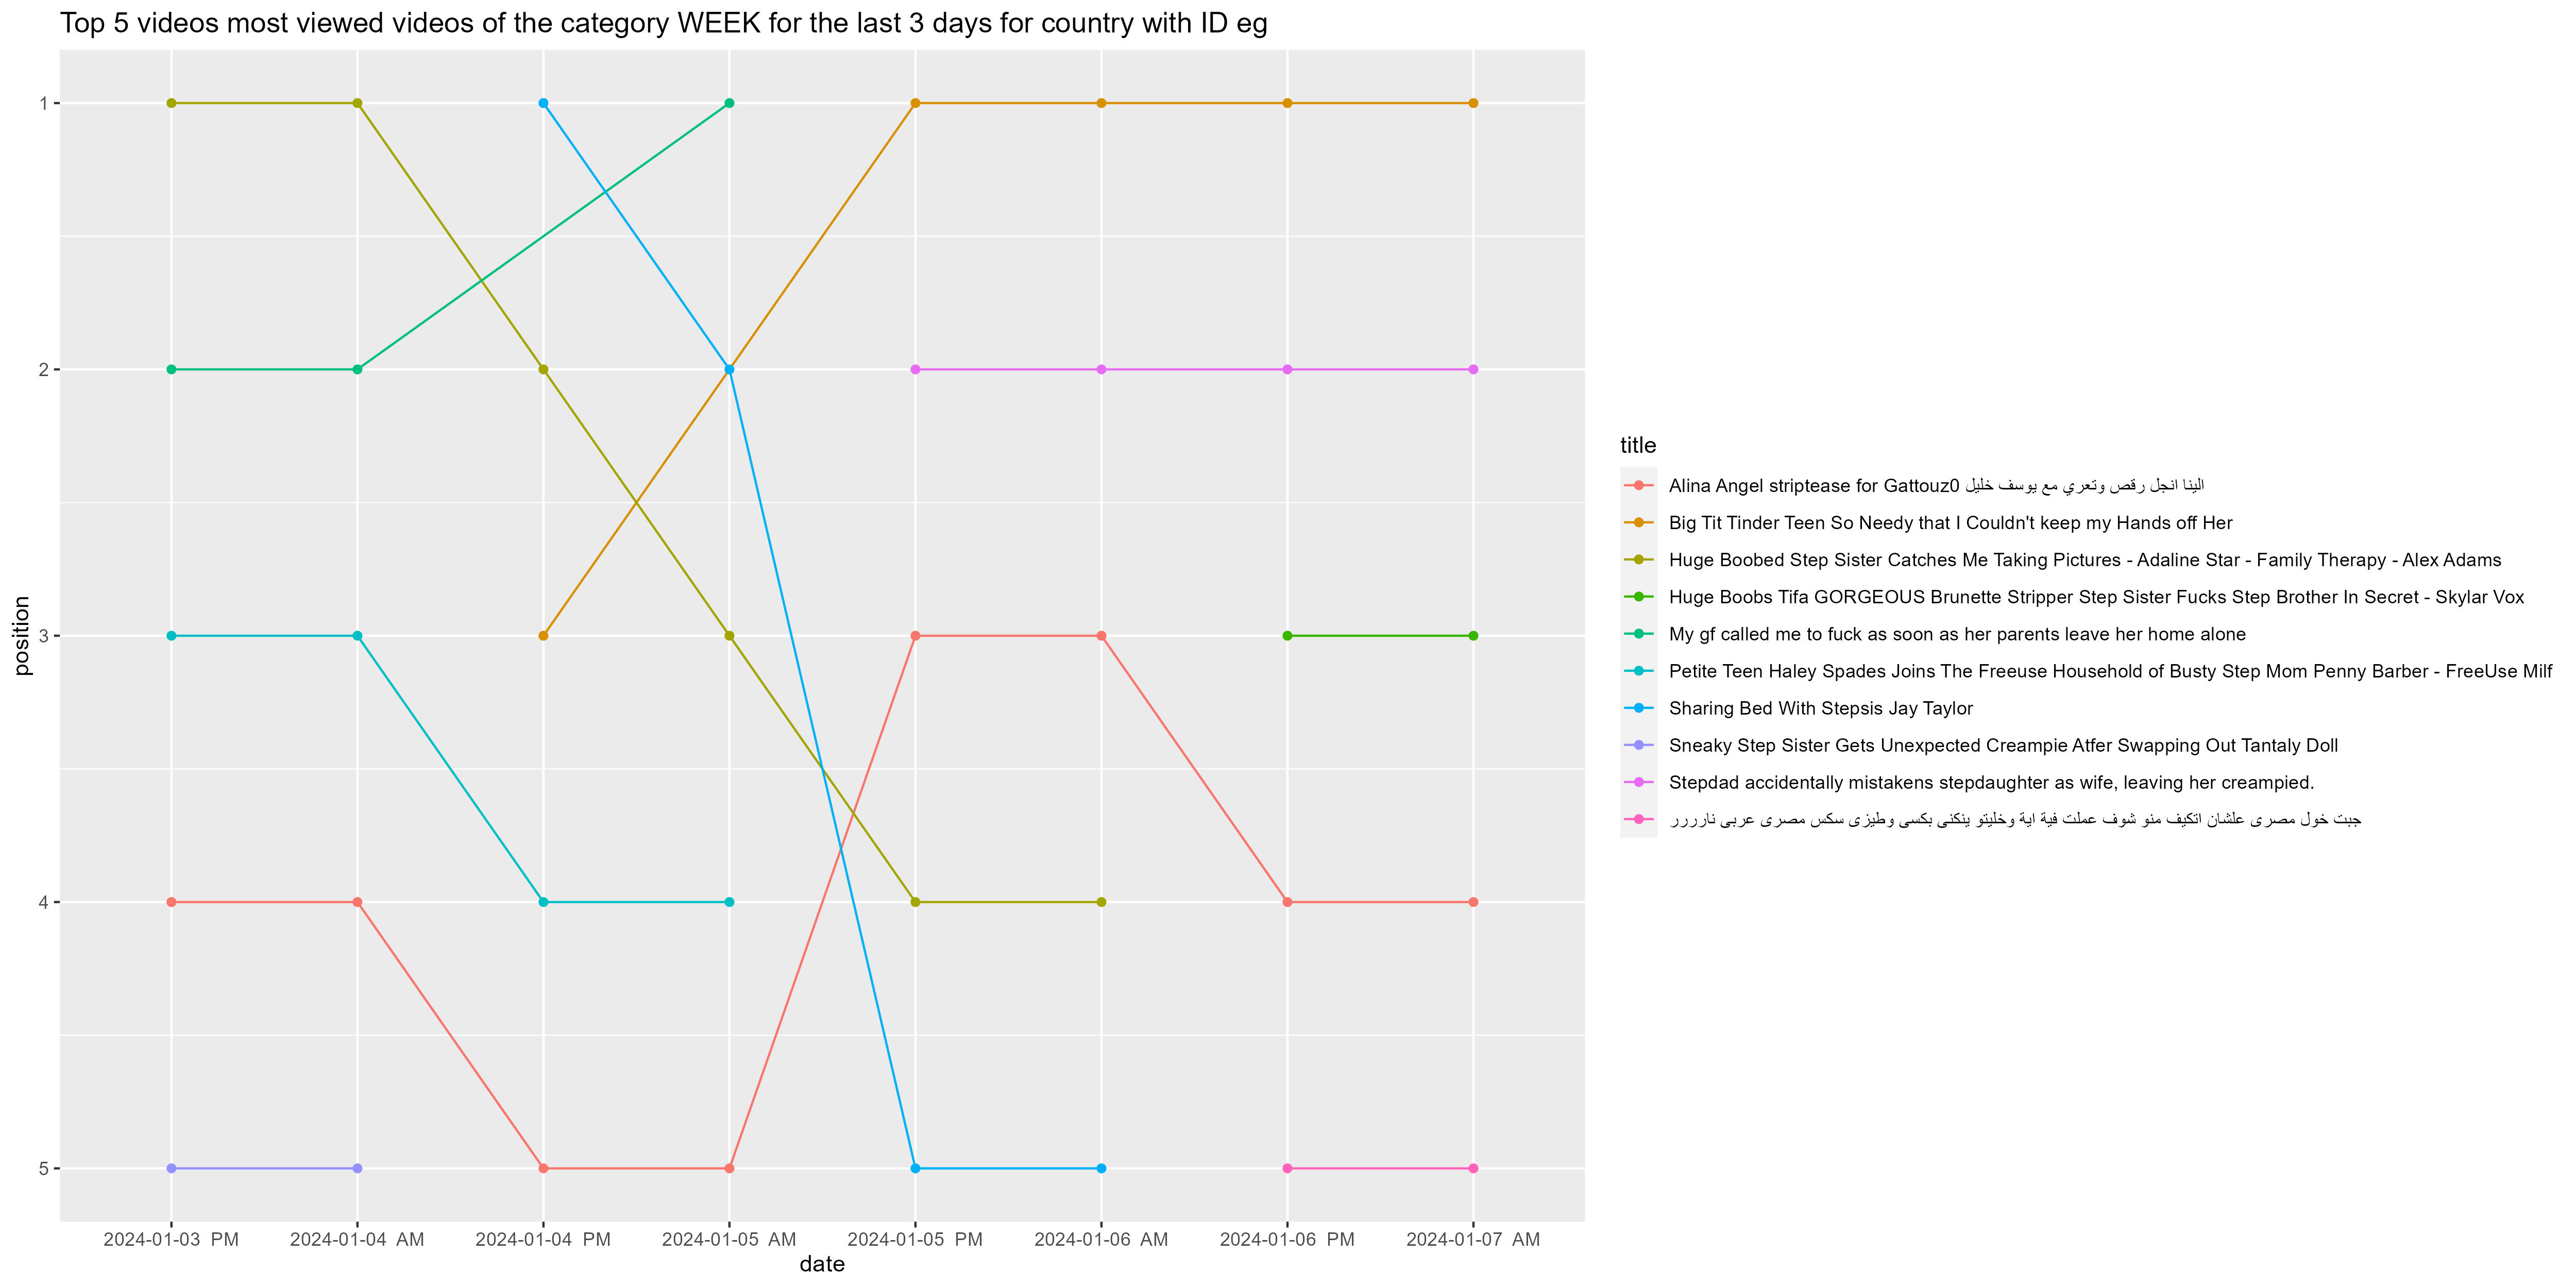 Top 5 videos most viewed videos of the category WEEK for the last 3 days for country with ID eg
position
1
2
3
4
5
2024-01-03 PM
2024-01-04 AM
2024-01-04 PM
2024-01-05 AM
2024-01-05 PM
2024-01-06 AM
2024-01-06 PM
2024-01-07 AM
date
title
Alina Angel striptease for Gattouz0 الينا انجل رقص وتعري مع يوسف خليل
Big Tit Tinder Teen So Needy that I Couldn't keep my Hands off Her
Huge Boobed Step Sister Catches Me Taking Pictures - Adaline Star - Family Therapy - Alex Adams
Huge Boobs Tifa GORGEOUS Brunette Stripper Step Sister Fucks Step Brother In Secret - Skylar Vox
My gf called me to fuck as soon as her parents leave her home alone
Petite Teen Haley Spades Joins The Freeuse Household of Busty Step Mom Penny Barber - FreeUse Milf
Sharing Bed With Stepsis Jay Taylor
Sneaky Step Sister Gets Unexpected Creampie Atfer Swapping Out Tantaly Doll
Stepdad accidentally mistakens stepdaughter as wife, leaving her creampied.
جبت خول مصرى علشان اتكيف منو شوف عملت فية اية وخليتو ينكنى بكسى وطيزى سكس مصرى عربى نارررر